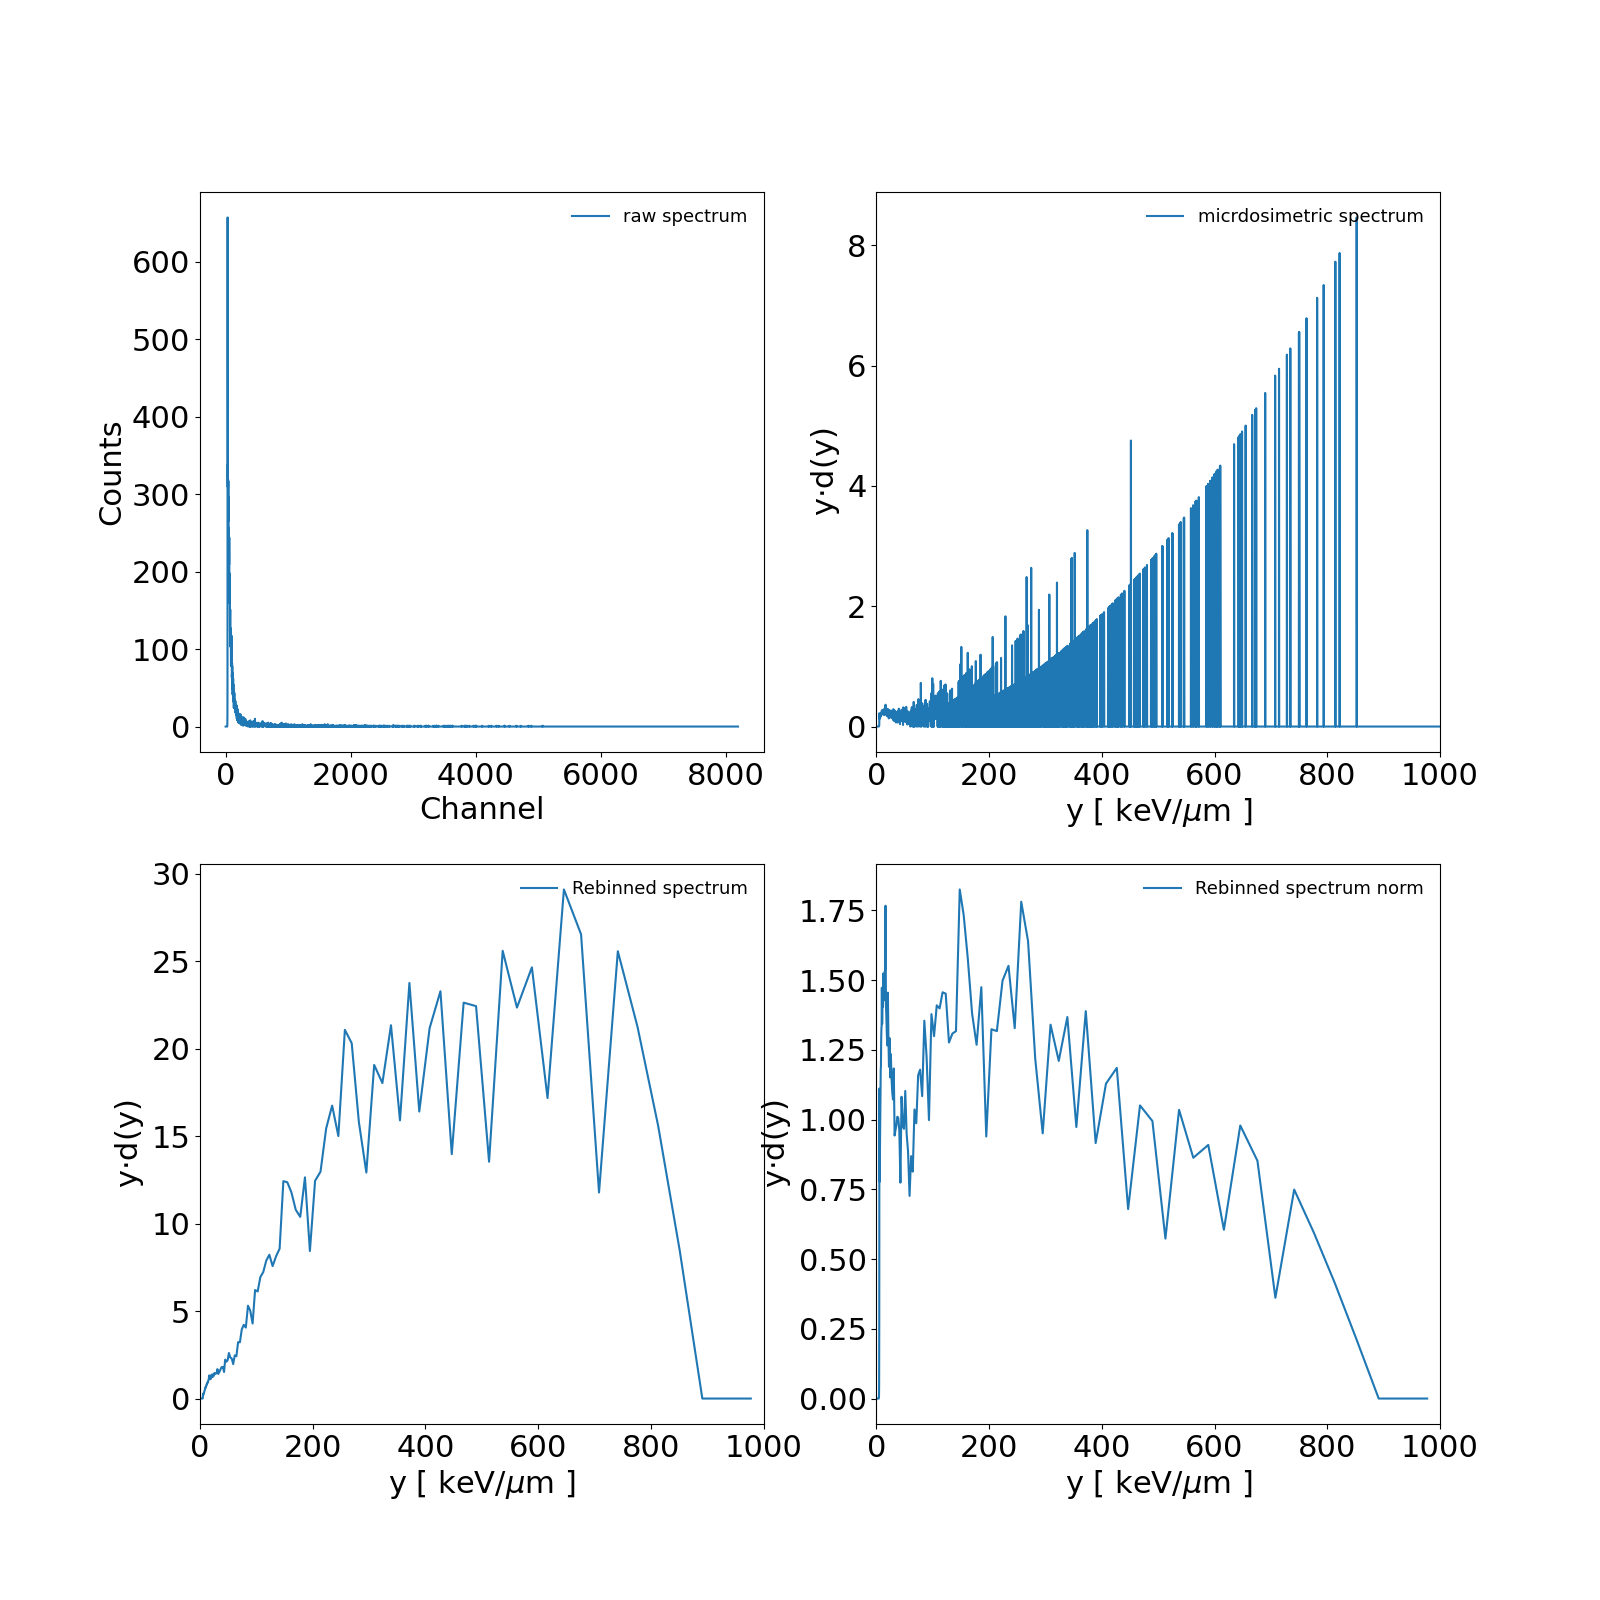 raw spectrum
600
500
400
300
200
100
0
Counts
0 2000 4000 6000 8000
Channel
micrdosimetric spectrum
8
6
4
2
0
y·d(y)
0 200 400 600 800 1000
y [ keV/μm ]
Rebinned spectrum
30
25
20
15
10
5
0
y·d(y)
0 200 400 600 800 1000
y [ keV/μm ]
Rebinned spectrum norm
1.75
1.50
1.25
1.00
0.75
0.50
0.25
0.00
y·d(y)
0 200 400 600 800 1000
y [ keV/μm ]